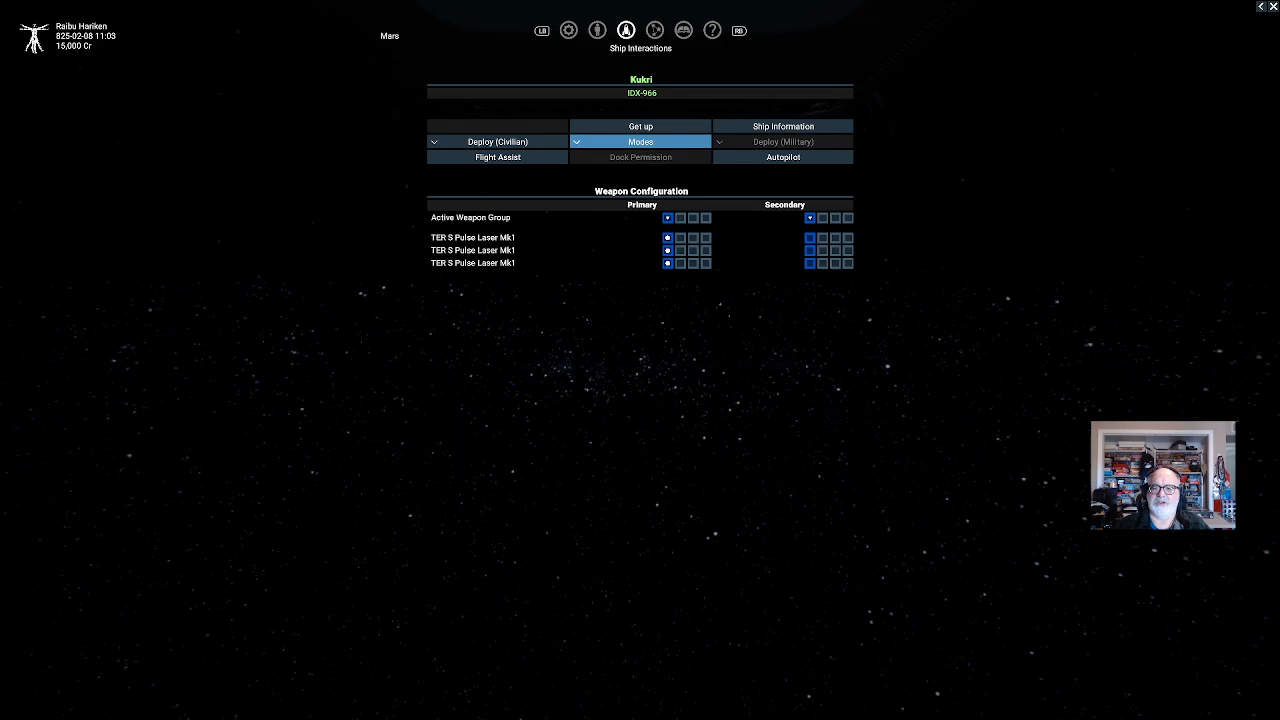 Raibu Hariken
825-02-08 11:03
15,000 Cr
Mars
LB
?
RB
Ship Interactions
Kukri
IDX-966
Get up
Ship Information
Deploy (Civilian)
Modes
Deploy (Military)
Flight Assist
Dock Permission
Autopilot
Weapon Configuration
Primary
Secondary
Active Weapon Group
TER S Pulse Laser Mk1
TER S Pulse Laser Mk1
TER S Pulse Laser Mk1